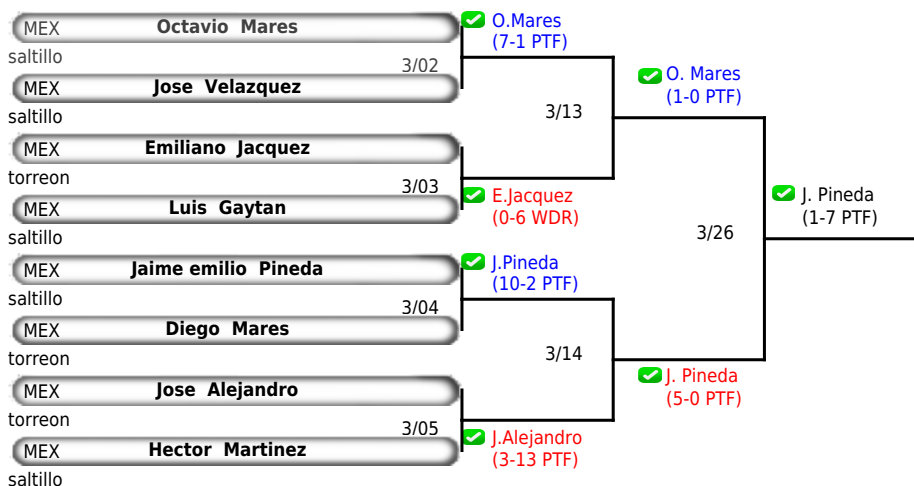 MEX Octavio Mares
saltillo
3/02
MEX Jose Velazquez
saltillo
MEX Emiliano Jacquez
torreon
3/03
MEX Luis Gaytan
saltillo
MEX Jaime emilio Pineda
saltillo
3/04
MEX Diego Mares
torreon
MEX Jose Alejandro
torreon
3/05
MEX Hector Martinez
saltillo
O.Mares
(7-1 PTF)
3/13
E.Jacquez
(0-6 WDR)
J.Pineda
(10-2 PTF)
3/14
J.Alejandro
(3-13 PTF)
O. Mares
(1-0 PTF)
3/26
J. Pineda
(5-0 PTF)
J. Pineda
(1-7 PTF)